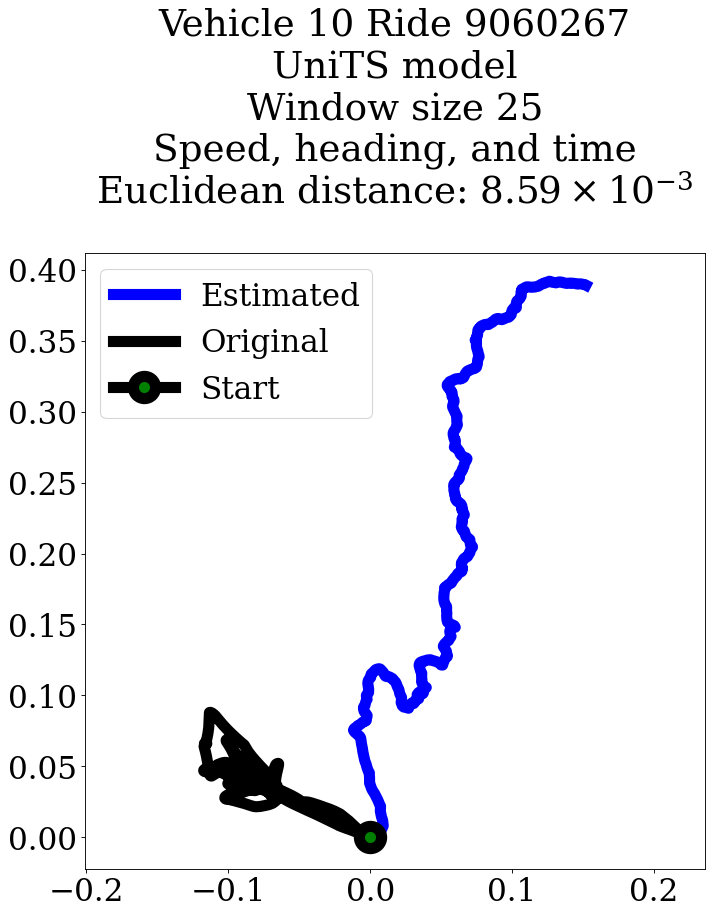 Vehicle 10 Ride 9060267
UniTS model
Window size 25
Speed, heading, and time
Euclidean distance: 8.59 × 10⁻³
Estimated
Original
Start
0.40
0.35
0.30
0.25
0.20
0.15
0.10
0.05
0.00
−0.2 −0.1 0.0 0.1 0.2